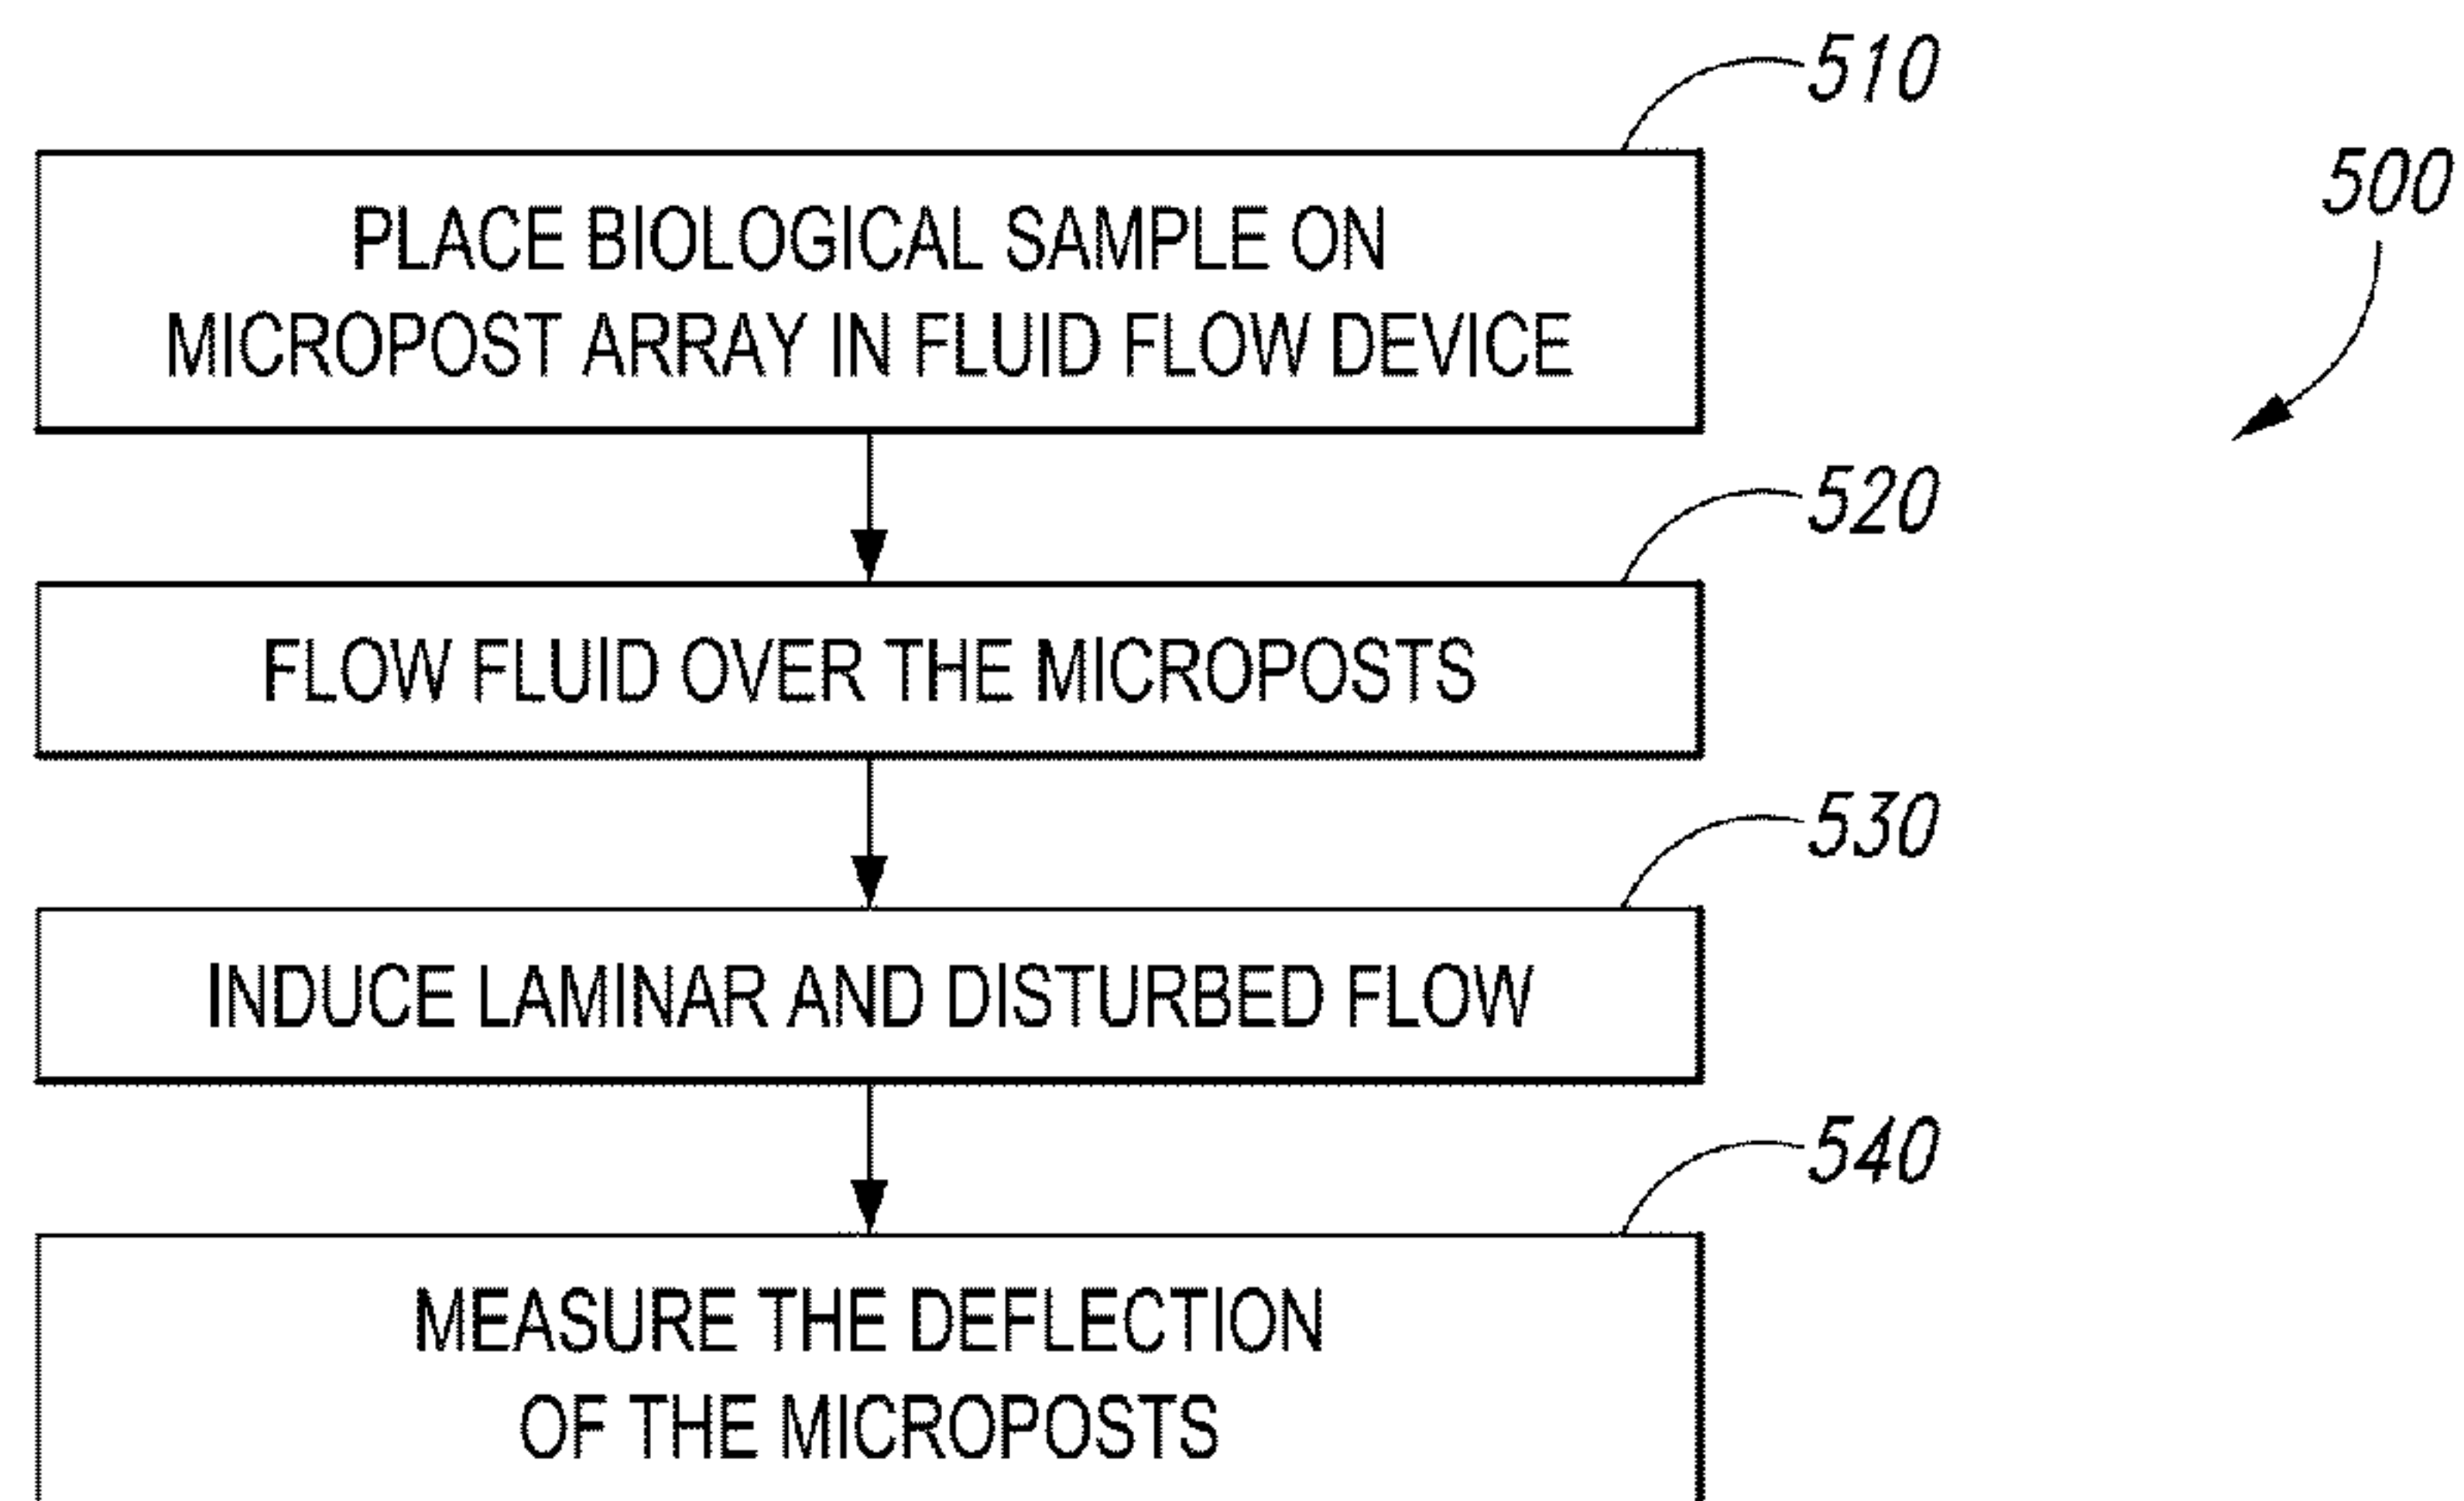 510
500
PLACE BIOLOGICAL SAMPLE ON
MICROPOST ARRAY IN FLUID FLOW DEVICE
520
FLOW FLUID OVER THE MICROPOSTS
530
INDUCE LAMINAR AND DISTURBED FLOW
540
MEASURE THE DEFLECTION
OF THE MICROPOSTS